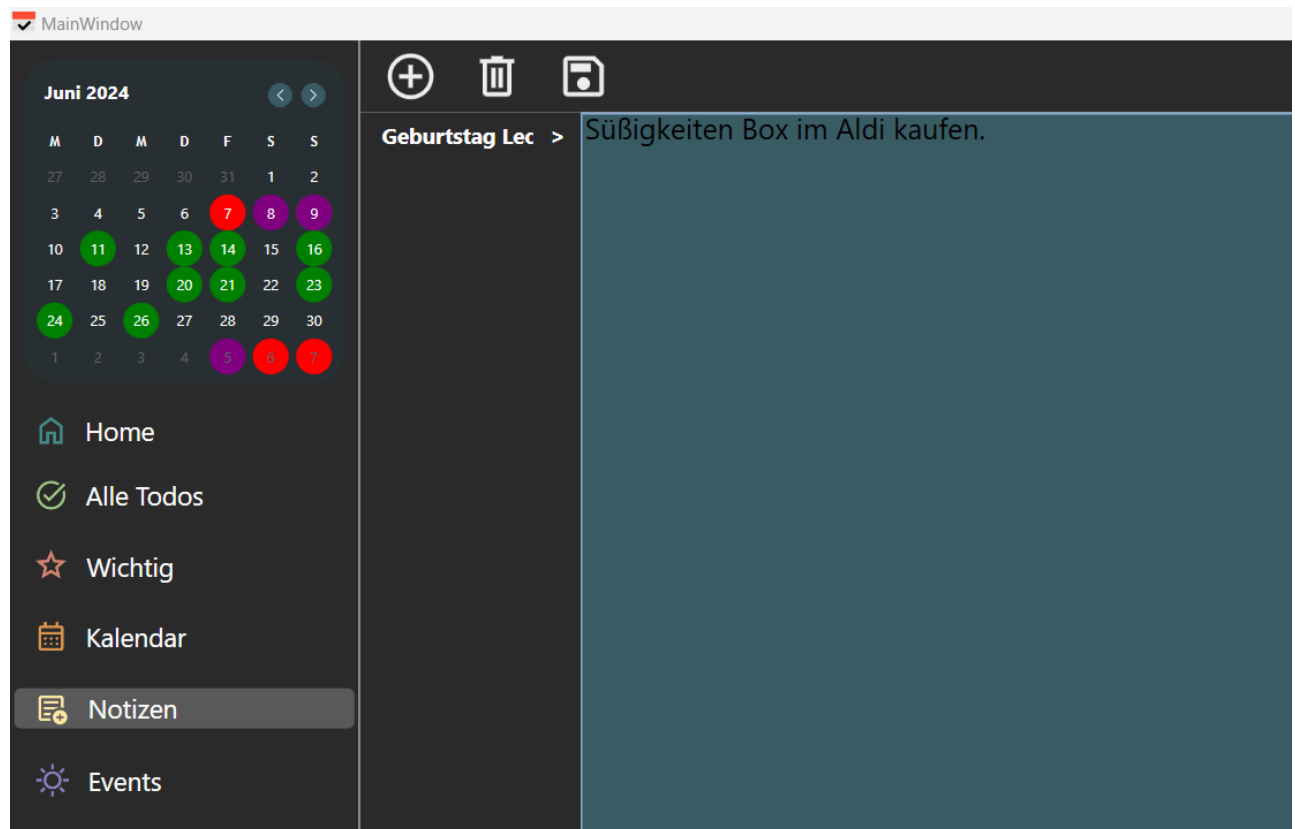 MainWindow
Juni 2024
M D M D F S S
27 28 29 30 31 1 2
3 4 5 6 7 8 9
10 11 12 13 14 15 16
17 18 19 20 21 22 23
24 25 26 27 28 29 30
1 2 3 4 5 6 7
Home
Alle Todos
Wichtig
Kalendar
Notizen
Events
Geburtstag Lec >
Süßigkeiten Box im Aldi kaufen.